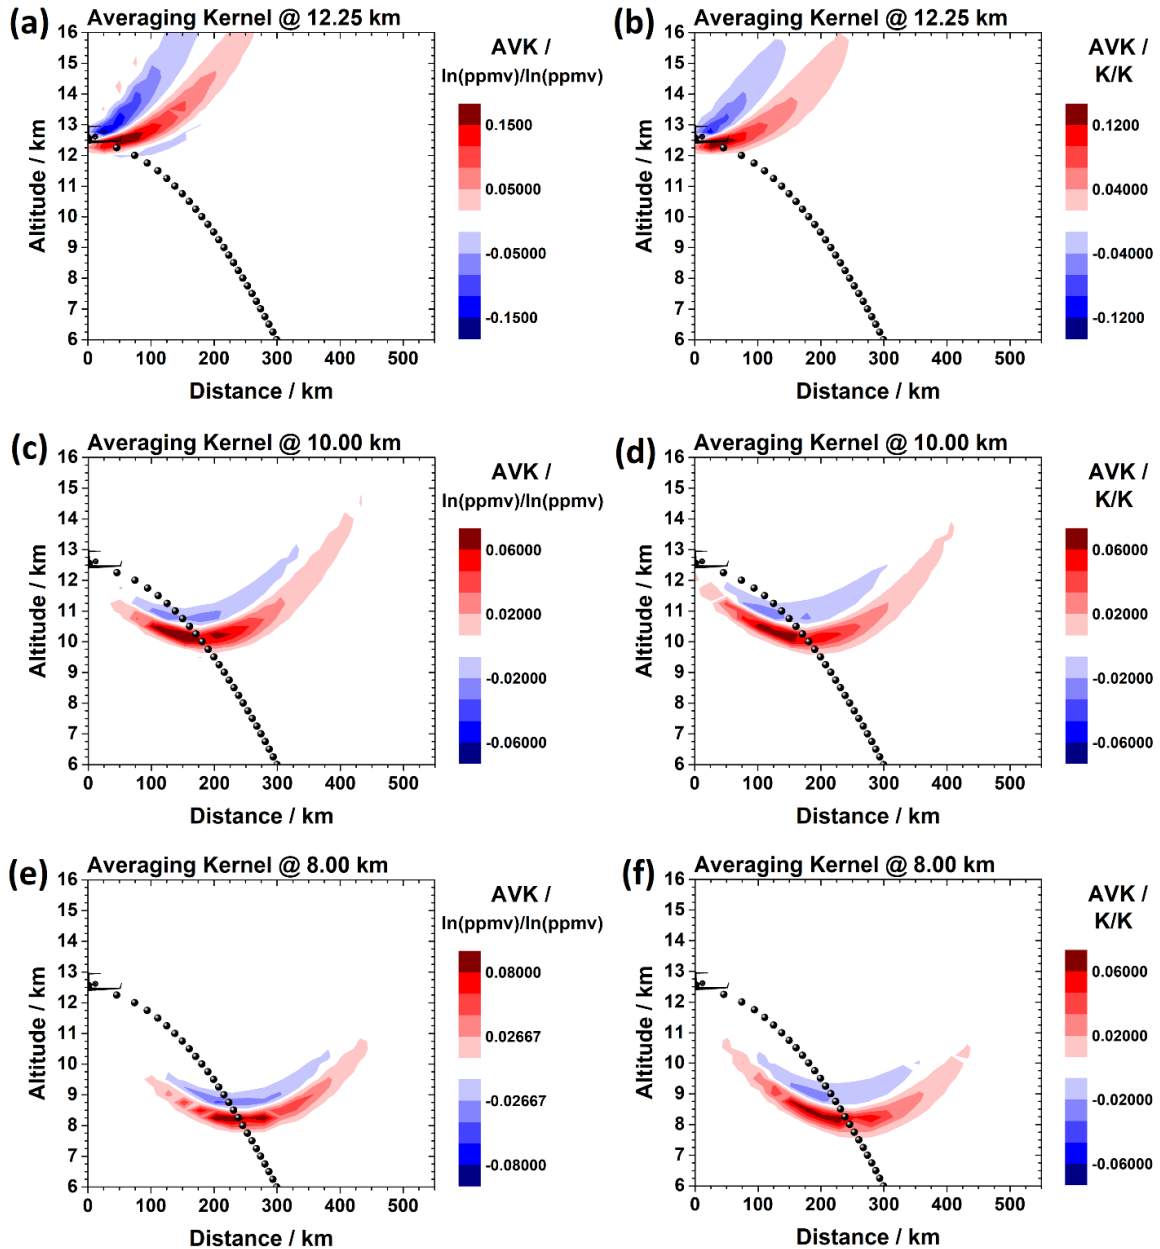 (a)
Averaging Kernel @ 12.25 km
16
15
14
13
12
11
10
9
8
7
6
Altitude / km
0 100 200 300 400 500
Distance / km
AVK /
ln(ppmv)/ln(ppmv)
0.1500
0.05000
-0.05000
-0.1500
(b)
Averaging Kernel @ 12.25 km
16
15
14
13
12
11
10
9
8
7
6
Altitude / km
0 100 200 300 400 500
Distance / km
AVK /
K/K
0.1200
0.04000
-0.04000
-0.1200
(c)
Averaging Kernel @ 10.00 km
16
15
14
13
12
11
10
9
8
7
6
Altitude / km
0 100 200 300 400 500
Distance / km
AVK /
ln(ppmv)/ln(ppmv)
0.06000
0.02000
-0.02000
-0.06000
(d)
Averaging Kernel @ 10.00 km
16
15
14
13
12
11
10
9
8
7
6
Altitude / km
0 100 200 300 400 500
Distance / km
AVK /
K/K
0.06000
0.02000
-0.02000
-0.06000
(e)
Averaging Kernel @ 8.00 km
16
15
14
13
12
11
10
9
8
7
6
Altitude / km
0 100 200 300 400 500
Distance / km
AVK /
ln(ppmv)/ln(ppmv)
0.08000
0.02667
-0.02667
-0.08000
(f)
Averaging Kernel @ 8.00 km
16
15
14
13
12
11
10
9
8
7
6
Altitude / km
0 100 200 300 400 500
Distance / km
AVK /
K/K
0.06000
0.02000
-0.02000
-0.06000